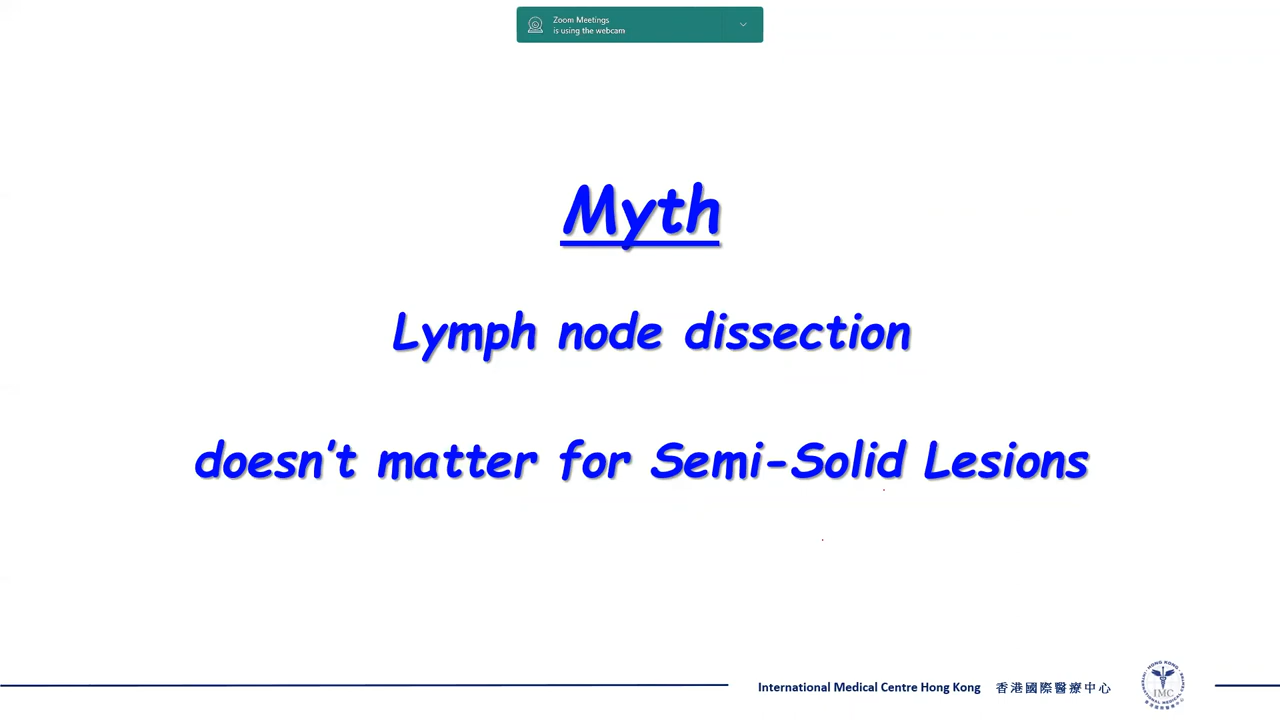 Zoom Meetings
is using the webcam
Myth
Lymph node dissection
doesn't matter for Semi-Solid Lesions
International Medical Centre Hong Kong 香港國際醫療中心
IMC